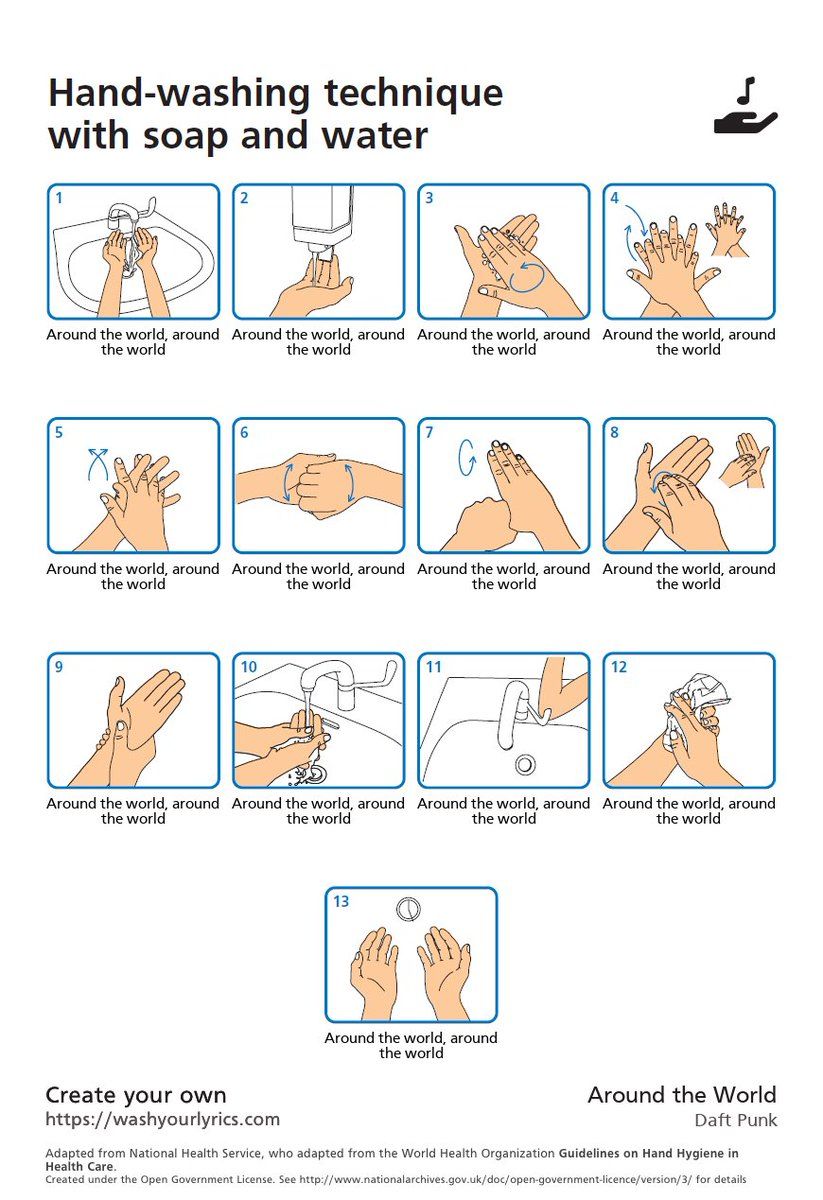 Hand-washing technique
with soap and water
1
2
3
4
Around the world, around
the world
Around the world, around
the world
Around the world, around
the world
Around the world, around
the world
5
6
7
8
Around the world, around
the world
Around the world, around
the world
Around the world, around
the world
Around the world, around
the world
9
10
11
12
Around the world, around
the world
Around the world, around
the world
Around the world, around
the world
Around the world, around
the world
13
Around the world, around
the world
Create your own
https://washyourlyrics.com
Around the World
Daft Punk
Adapted from National Health Service, who adapted from the World Health Organization Guidelines on Hand Hygiene in
Health Care.
Created under the Open Government License. See http://www.nationalarchives.gov.uk/doc/open-government-licence/version/3/ for details